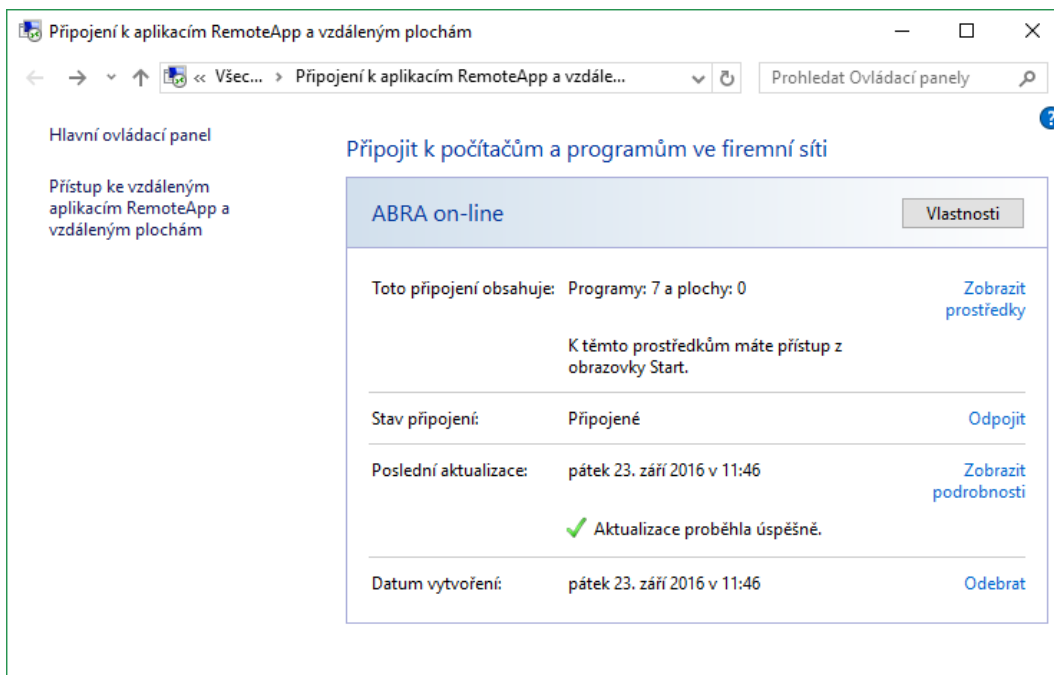 Připojení k aplikacím RemoteApp a vzdáleným plochám
« Všec... › Připojení k aplikacím RemoteApp a vzdále...
Prohledat Ovládací panely
?
Hlavní ovládací panel
Přístup ke vzdáleným
aplikacím RemoteApp a
vzdáleným plochám
Připojit k počítačům a programům ve firemní síti
ABRA on-line
Vlastnosti
Toto připojení obsahuje: Programy: 7 a plochy: 0
Zobrazit
prostředky
K těmto prostředkům máte přístup z
obrazovky Start.
Stav připojení: Připojené Odpojit
Poslední aktualizace: pátek 23. září 2016 v 11:46
Zobrazit
podrobnosti
Aktualizace proběhla úspěšně.
Datum vytvoření: pátek 23. září 2016 v 11:46 Odebrat